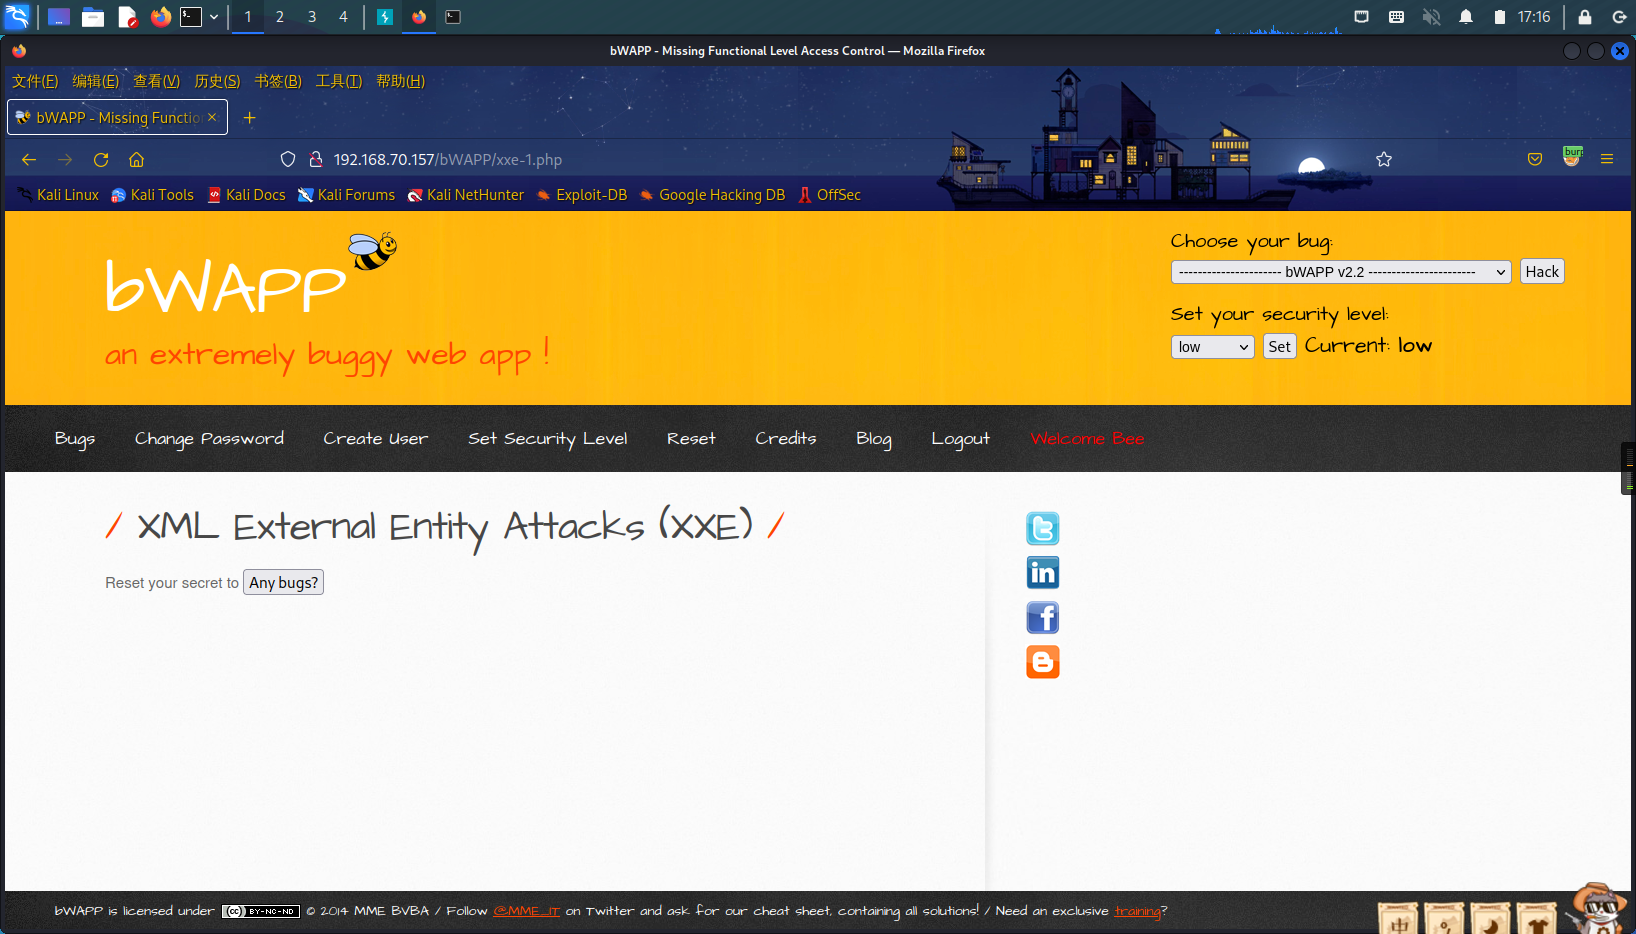 1 2 3 4 17:16
bWAPP - Missing Functional Level Access Control — Mozilla Firefox
文件(F) 编辑(E) 查看(V) 历史(S) 书签(B) 工具(T) 帮助(H)
bWAPP - Missing Functio
192.168.70.157/bWAPP/xxe-1.php
burp
Kali Linux Kali Tools Kali Docs Kali Forums Kali NetHunter Exploit-DB Google Hacking DB OffSec
bWAPP
an extremely buggy web app !
Choose your bug:
--------------------- bWAPP v2.2 ---------------------- Hack
Set your security level:
low Set Current: low
Bugs Change Password Create User Set Security Level Reset Credits Blog Logout Welcome Bee
/ XML External Entity Attacks (XXE) /
Reset your secret to Any bugs?
bWAPP is licensed under (cc) BY-NC-ND © 2014 MME BVBA / Follow @MME_IT on Twitter and ask for our cheat sheet, containing all solutions! / Need an exclusive training?
中